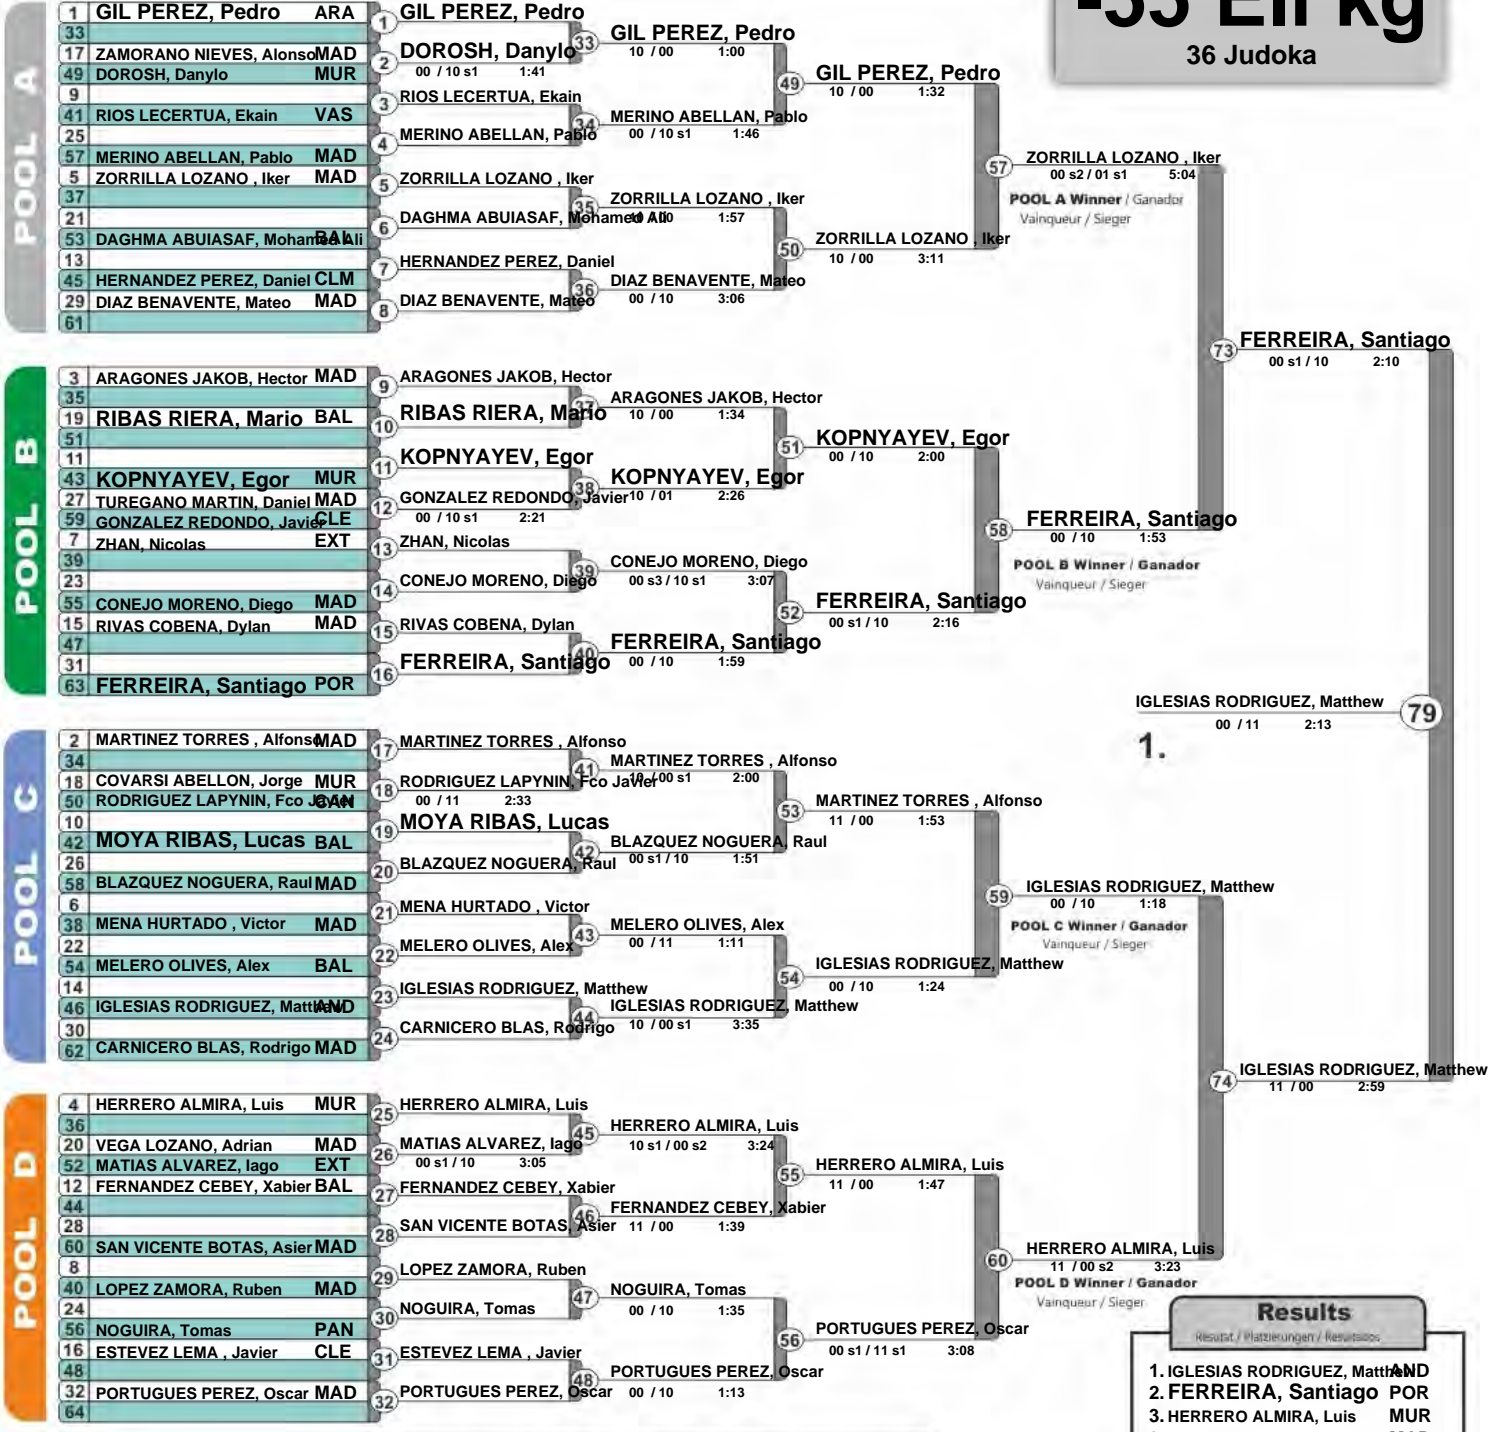 -55 Eli kg
36 Judoka
POOL A
1 GIL PEREZ, Pedro ARA
33
17 ZAMORANO NIEVES, Alonso MAD
49 DOROSH, Danylo MUR
9
41 RIOS LECERTUA, Ekain VAS
25
57 MERINO ABELLAN, Pablo MAD
5 ZORRILLA LOZANO , Iker MAD
37
21
53 DAGHMA ABUIASAF, Mohamed Ali BAL
13
45 HERNANDEZ PEREZ, Daniel CLM
29 DIAZ BENAVENTE, Mateo MAD
61
1 GIL PEREZ, Pedro
2 DOROSH, Danylo
00 / 10 s1 1:41
3 RIOS LECERTUA, Ekain
4 MERINO ABELLAN, Pablo
5 ZORRILLA LOZANO , Iker
6 DAGHMA ABUIASAF, Mohamed Ali
7 HERNANDEZ PEREZ, Daniel
8 DIAZ BENAVENTE, Mateo
33 GIL PEREZ, Pedro
10 / 00 1:00
34 MERINO ABELLAN, Pablo
00 / 10 s1 1:46
35 ZORRILLA LOZANO , Iker
10 / 00 1:57
36 DIAZ BENAVENTE, Mateo
00 / 10 3:06
49 GIL PEREZ, Pedro
10 / 00 1:32
50 ZORRILLA LOZANO , Iker
10 / 00 3:11
57 ZORRILLA LOZANO , Iker
00 s2 / 01 s1 5:04
POOL A Winner / Ganador
Vainqueur / Sieger
POOL B
3 ARAGONES JAKOB, Hector MAD
35
19 RIBAS RIERA, Mario BAL
51
11
43 KOPNYAYEV, Egor MUR
27 TUREGANO MARTIN, Daniel MAD
59 GONZALEZ REDONDO, Javier CLE
7 ZHAN, Nicolas EXT
39
23
55 CONEJO MORENO, Diego MAD
15 RIVAS COBENA, Dylan MAD
47
31
63 FERREIRA, Santiago POR
9 ARAGONES JAKOB, Hector
10 RIBAS RIERA, Mario
11 KOPNYAYEV, Egor
12 GONZALEZ REDONDO, Javier
00 / 10 s1 2:21
13 ZHAN, Nicolas
14 CONEJO MORENO, Diego
15 RIVAS COBENA, Dylan
16 FERREIRA, Santiago
37 ARAGONES JAKOB, Hector
10 / 00 1:34
38 KOPNYAYEV, Egor
10 / 01 2:26
39 CONEJO MORENO, Diego
00 s3 / 10 s1 3:07
40 FERREIRA, Santiago
00 / 10 1:59
51 KOPNYAYEV, Egor
00 / 10 2:00
52 FERREIRA, Santiago
00 s1 / 10 2:16
58 FERREIRA, Santiago
00 / 10 1:53
POOL B Winner / Ganador
Vainqueur / Sieger
73 FERREIRA, Santiago
00 s1 / 10 2:10
IGLESIAS RODRIGUEZ, Matthew 79
00 / 11 2:13
1.
POOL C
2 MARTINEZ TORRES , Alfonso MAD
34
18 COVARSI ABELLON, Jorge MUR
50 RODRIGUEZ LAPYNIN, Fco Javier CAN
10
42 MOYA RIBAS, Lucas BAL
26
58 BLAZQUEZ NOGUERA, Raul MAD
6
38 MENA HURTADO , Victor MAD
22
54 MELERO OLIVES, Alex BAL
14
46 IGLESIAS RODRIGUEZ, Matthew AND
30
62 CARNICERO BLAS, Rodrigo MAD
17 MARTINEZ TORRES , Alfonso
18 RODRIGUEZ LAPYNIN, Fco Javier
00 / 11 2:33
19 MOYA RIBAS, Lucas
20 BLAZQUEZ NOGUERA, Raul
21 MENA HURTADO , Victor
22 MELERO OLIVES, Alex
23 IGLESIAS RODRIGUEZ, Matthew
24 CARNICERO BLAS, Rodrigo
41 MARTINEZ TORRES , Alfonso
10 / 00 s1 2:00
42 BLAZQUEZ NOGUERA, Raul
00 s1 / 10 1:51
43 MELERO OLIVES, Alex
00 / 11 1:11
44 IGLESIAS RODRIGUEZ, Matthew
10 / 00 s1 3:35
53 MARTINEZ TORRES , Alfonso
11 / 00 1:53
54 IGLESIAS RODRIGUEZ, Matthew
00 / 10 1:24
59 IGLESIAS RODRIGUEZ, Matthew
00 / 10 1:18
POOL C Winner / Ganador
Vainqueur / Sieger
74 IGLESIAS RODRIGUEZ, Matthew
11 / 00 2:59
POOL D
4 HERRERO ALMIRA, Luis MUR
36
20 VEGA LOZANO, Adrian MAD
52 MATIAS ALVAREZ, Iago EXT
12 FERNANDEZ CEBEY, Xabier BAL
44
28
60 SAN VICENTE BOTAS, Asier MAD
8
40 LOPEZ ZAMORA, Ruben MAD
24
56 NOGUIRA, Tomas PAN
16 ESTEVEZ LEMA , Javier CLE
48
32 PORTUGUES PEREZ, Oscar MAD
64
25 HERRERO ALMIRA, Luis
26 MATIAS ALVAREZ, Iago
00 s1 / 10 3:05
27 FERNANDEZ CEBEY, Xabier
28 SAN VICENTE BOTAS, Asier
29 LOPEZ ZAMORA, Ruben
30 NOGUIRA, Tomas
31 ESTEVEZ LEMA , Javier
32 PORTUGUES PEREZ, Oscar
45 HERRERO ALMIRA, Luis
10 s1 / 00 s2 3:24
46 FERNANDEZ CEBEY, Xabier
11 / 00 1:39
47 NOGUIRA, Tomas
00 / 10 1:35
48 PORTUGUES PEREZ, Oscar
00 / 10 1:13
55 HERRERO ALMIRA, Luis
11 / 00 1:47
56 PORTUGUES PEREZ, Oscar
00 s1 / 11 s1 3:08
60 HERRERO ALMIRA, Luis
11 / 00 s2 3:23
POOL D Winner / Ganador
Vainqueur / Sieger
Results
Resultat / Platzierungen / Resultados
1. IGLESIAS RODRIGUEZ, Matthew AND
2. FERREIRA, Santiago POR
3. HERRERO ALMIRA, Luis MUR